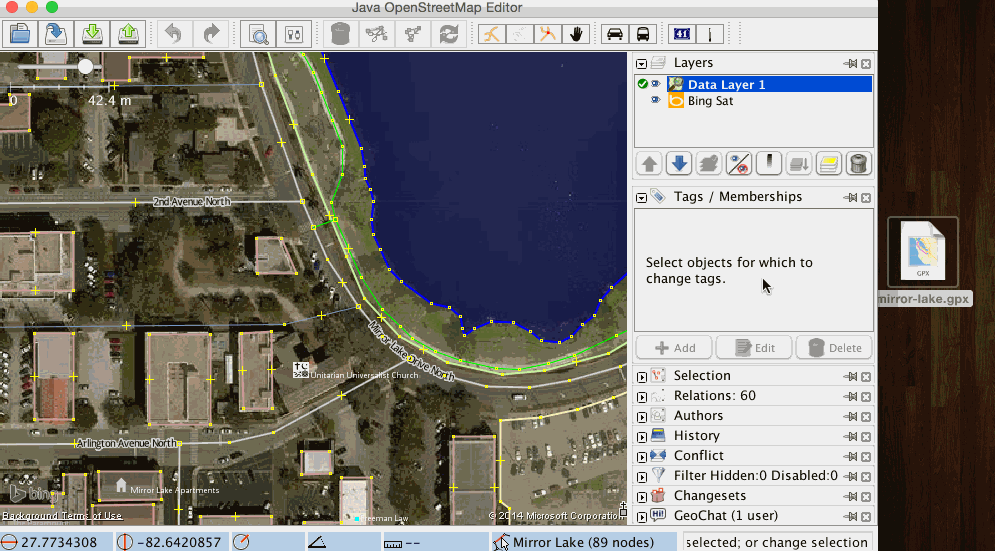 Java OpenStreetMap Editor
41
0
42.4 m
2nd Avenue North
Mirror Lake Drive North
Unitarian Universalist Church
Arlington Avenue North
Mirror Lake Apartments
bing
Freeman Law
Background Terms of Use
© 2014 Microsoft Corporation
Layers
Data Layer 1
Bing Sat
Tags / Memberships
Select objects for which to
change tags.
Add
Edit
Delete
Selection
Relations: 60
Authors
History
Conflict
Filter Hidden:0 Disabled:0
Changesets
Hi!
GeoChat (1 user)
27.7734308
-82.6420857
--
Mirror Lake (89 nodes)
selected; or change selection
GPX
mirror-lake.gpx